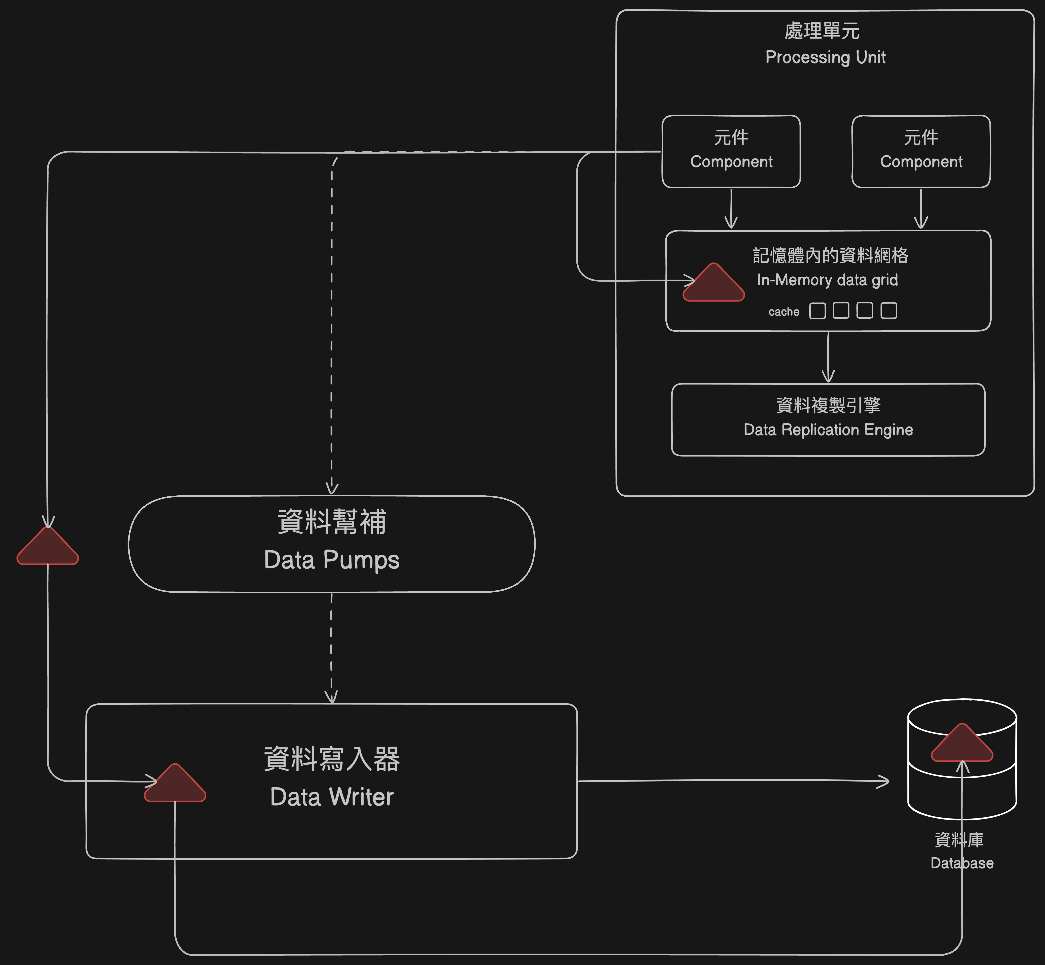 處理單元
Processing Unit
元件
Component
元件
Component
記憶體內的資料網格
In-Memory data grid
cache
資料複製引擎
Data Replication Engine
資料幫補
Data Pumps
資料寫入器
Data Writer
資料庫
Database